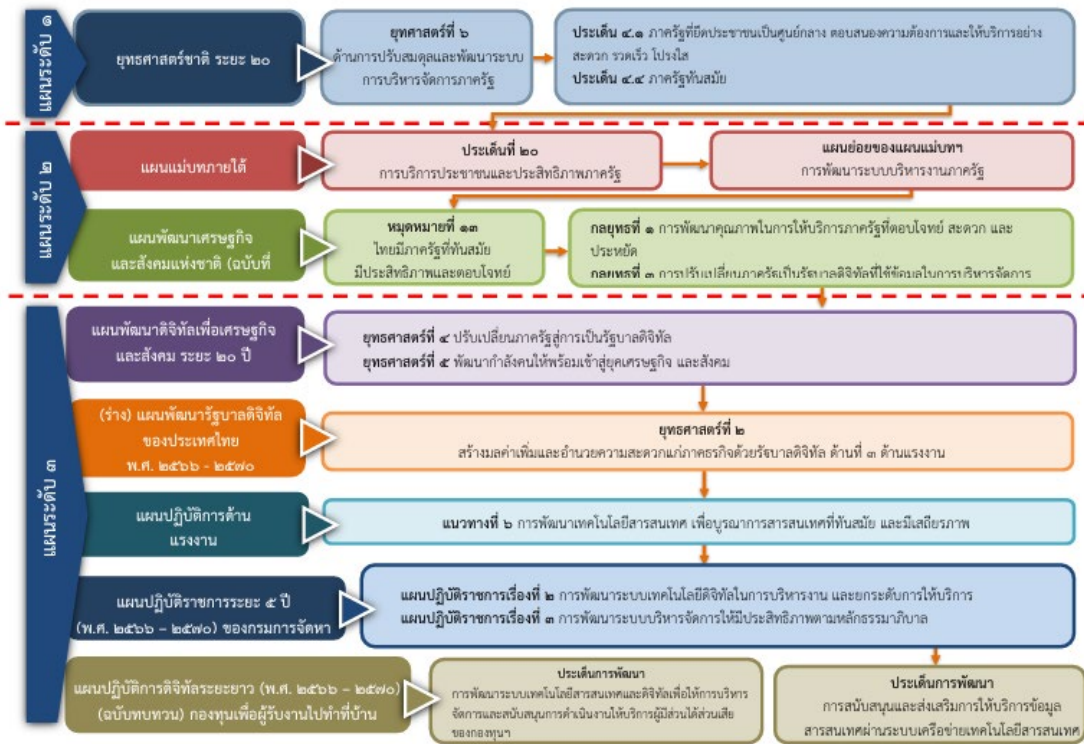 แผนระดับ ๑
ยุทธศาสตร์ชาติ ระยะ ๒๐
ยุทศาสตร์ที่ ๖
ด้านการปรับสมดุลและพัฒนาระบบ
การบริหารจัดการภาครัฐ
ประเด็น ๔.๑ ภาครัฐที่ยึดประชาชนเป็นศูนย์กลาง ตอบสนองความต้องการและให้บริการอย่าง
สะดวก รวดเร็ว โปร่งใส
ประเด็น ๔.๔ ภาครัฐทันสมัย
แผนระดับ ๒
แผนแม่บทภายใต้
ประเด็นที่ ๒๐
การบริการประชาชนและประสิทธิภาพภาครัฐ
แผนย่อยของแผนแม่บทฯ
การพัฒนาระบบบริหารงานภาครัฐ
แผนพัฒนาเศรษฐกิจ
และสังคมแห่งชาติ (ฉบับที่
หมุดหมายที่ ๑๓
ไทยมีภาครัฐที่ทันสมัย
มีประสิทธิภาพและตอบโจทย์
กลยุทธที่ ๑ การพัฒนาคุณภาพในการให้บริการภาครัฐที่ตอบโจทย์ สะดวก และ
ประหยัด
กลยุทธที่ ๓ การปรับเปลี่ยนภาครัฐเป็นรัฐบาลดิจิทัลที่ใช้ข้อมูลในการบริหารจัดการ
แผนระดับ ๓
แผนพัฒนาดิจิทัลเพื่อเศรษฐกิจ
และสังคม ระยะ ๒๐ ปี
ยุทธศาสตร์ที่ ๔ ปรับเปลี่ยนภาครัฐสู่การเป็นรัฐบาลดิจิทัล
ยุทธศาสตร์ที่ ๕ พัฒนากำลังคนให้พร้อมเข้าสู่ยุคเศรษฐกิจ และสังคม
(ร่าง) แผนพัฒนารัฐบาลดิจิทัล
ของประเทศไทย
พ.ศ. ๒๕๖๖ - ๒๕๗๐
ยุทธศาสตร์ที่ ๒
สร้างมูลค่าเพิ่มและอำนวยความสะดวกแก่ภาคธุรกิจด้วยรัฐบาลดิจิทัล ด้านที่ ๓ ด้านแรงงาน
แผนปฏิบัติการด้าน
แรงงาน
แนวทางที่ ๖ การพัฒนาเทคโนโลยีสารสนเทศ เพื่อบูรณาการสารสนเทศที่ทันสมัย และมีเสถียรภาพ
แผนปฏิบัติราชการระยะ ๕ ปี
(พ.ศ. ๒๕๖๖ – ๒๕๗๐) ของกรมการจัดหา
แผนปฏิบัติราชการเรื่องที่ ๒ การพัฒนาระบบเทคโนโลยีดิจิทัลในการบริหารงาน และยกระดับการให้บริการ
แผนปฏิบัติราชการเรื่องที่ ๓ การพัฒนาระบบบริหารจัดการให้มีประสิทธิภาพตามหลักธรรมาภิบาล
แผนปฏิบัติการดิจิทัลระยะยาว (พ.ศ. ๒๕๖๖ – ๒๕๗๐)
(ฉบับทบทวน) กองทุนเพื่อผู้รับงานไปทำที่บ้าน
ประเด็นการพัฒนา
การพัฒนาระบบเทคโนโลยีสารสนเทศและดิจิทัลเพื่อให้การบริหาร
จัดการและสนับสนุนการดำเนินงานให้บริการผู้มีส่วนได้ส่วนเสีย
ของกองทุนฯ
ประเด็นการพัฒนา
การสนับสนุนและส่งเสริมการให้บริการข้อมูล
สารสนเทศผ่านระบบเครือข่ายเทคโนโลยีสารสนเทศ